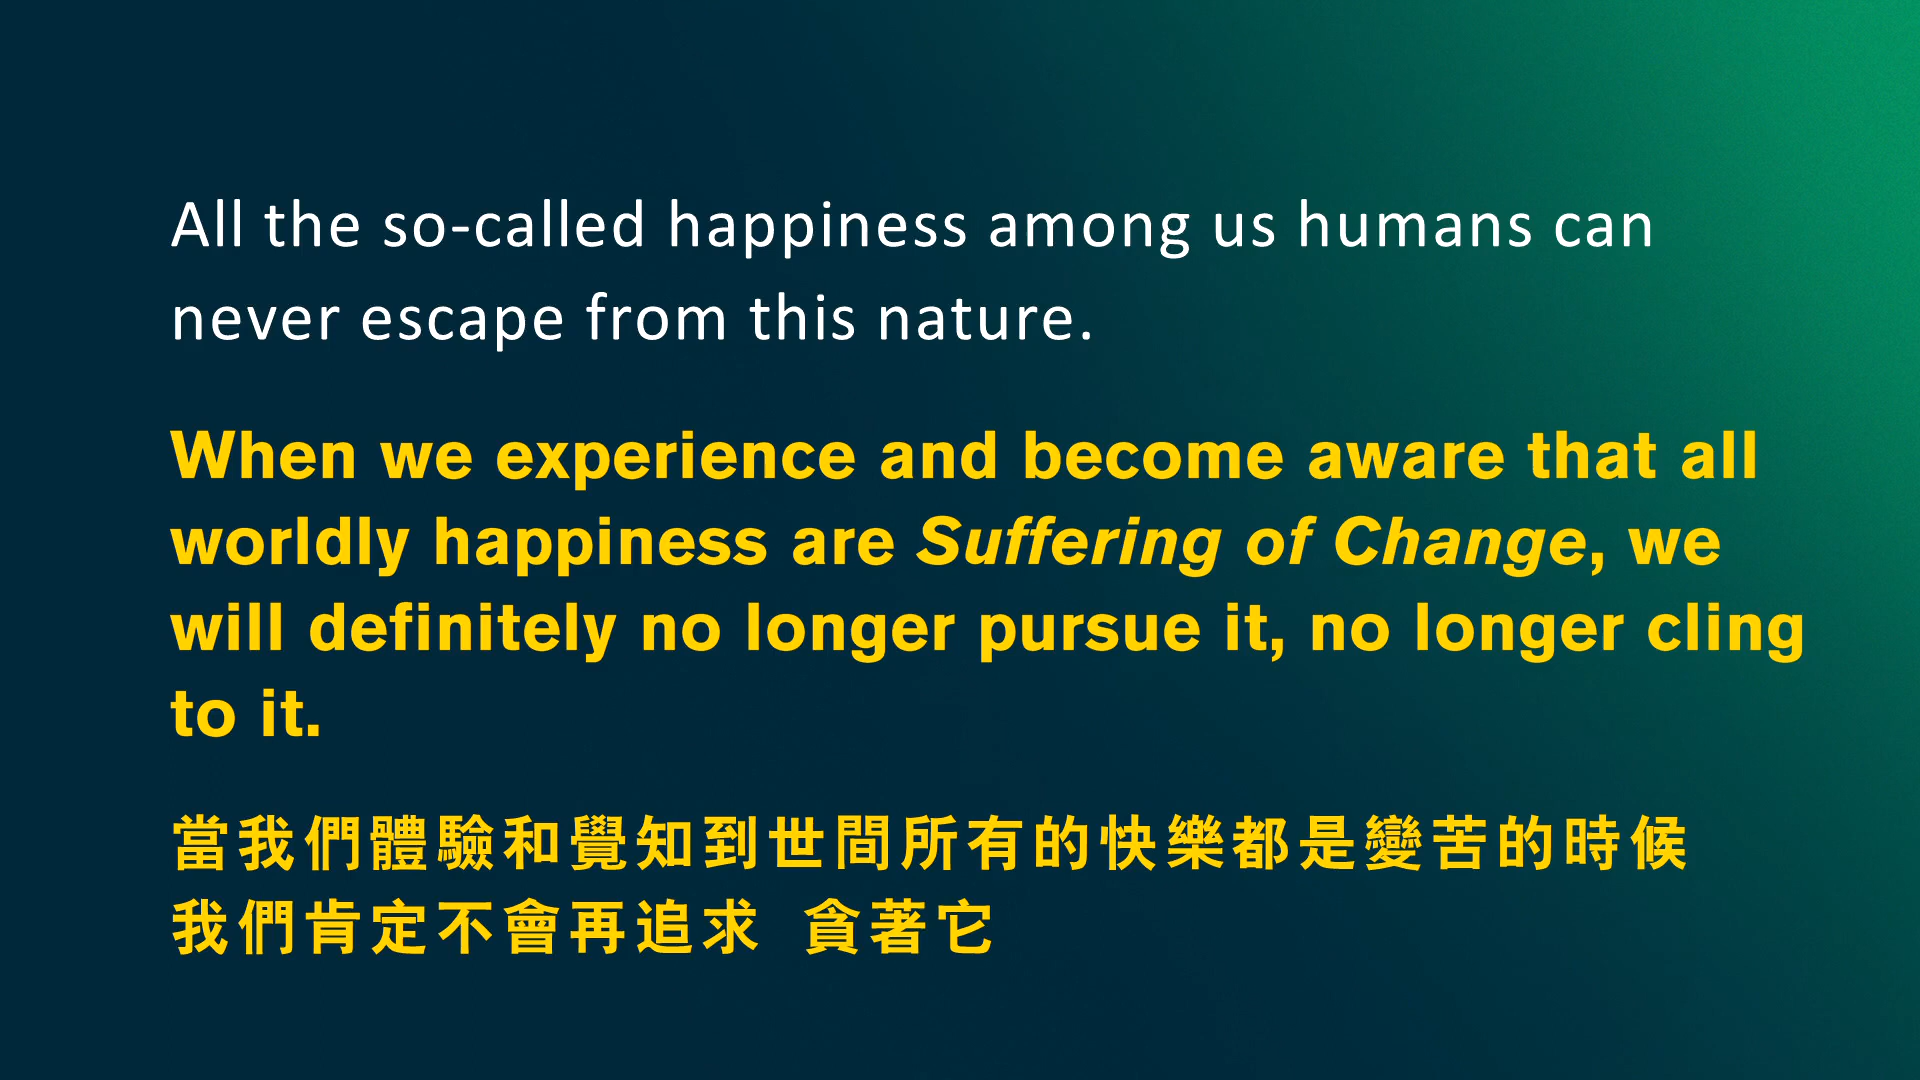 All the so-called happiness among us humans can
never escape from this nature.
When we experience and become aware that all
worldly happiness are Suffering of Change, we
will definitely no longer pursue it, no longer cling
to it.
當我們體驗和覺知到世間所有的快樂都是變苦的時候
我們肯定不會再追求 貪著它